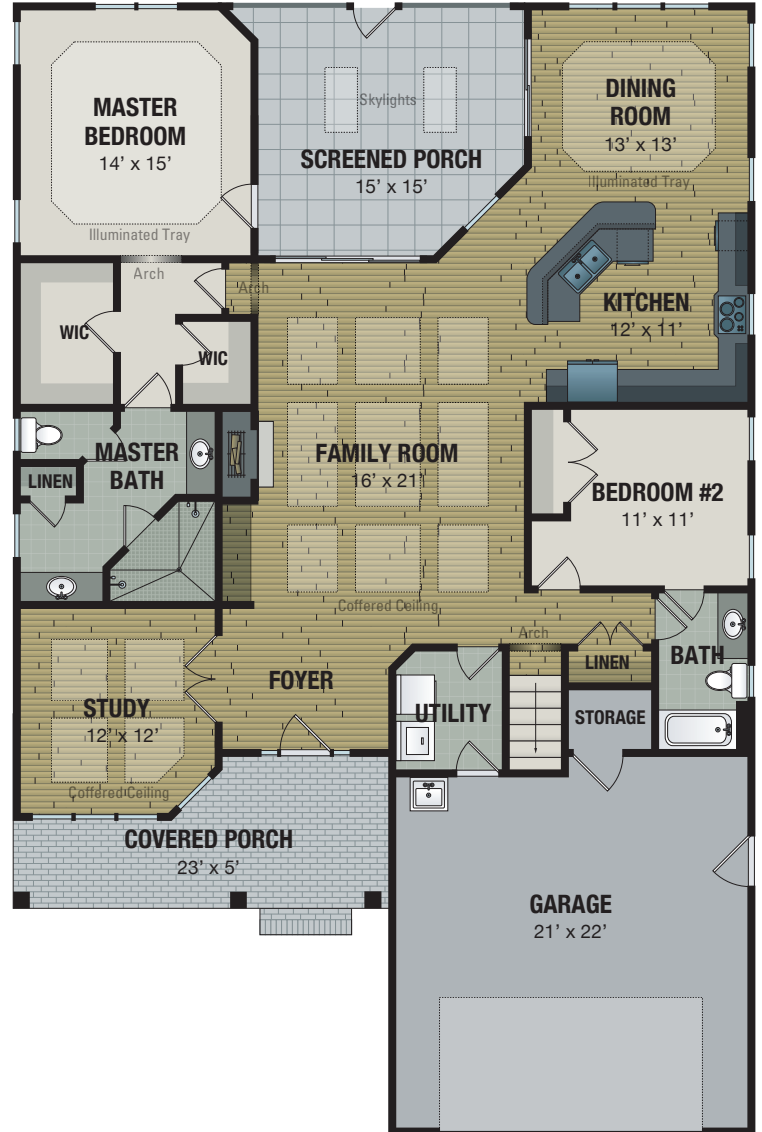 MASTER
BEDROOM
14’ x 15’
Illuminated Tray
Skylights
SCREENED PORCH
15’ x 15’
DINING
ROOM
13’ x 13’
Illuminated Tray
Arch
Arch
WIC
WIC
KITCHEN
12’ x 11’
MASTER
BATH
LINEN
FAMILY ROOM
16’ x 21’
Coffered Ceiling
BEDROOM #2
11’ x 11’
Arch
LINEN
BATH
STORAGE
UTILITY
FOYER
STUDY
12’ x 12’
Coffered Ceiling
COVERED PORCH
23’ x 5’
GARAGE
21’ x 22’